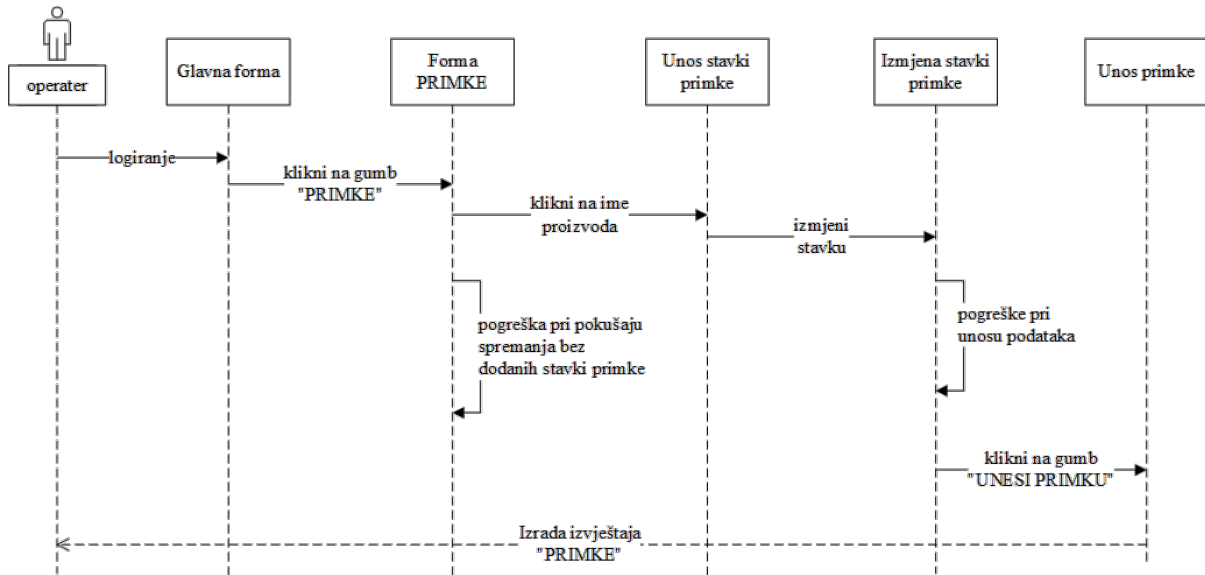 operater
Glavna forma
Forma
PRIMKE
Unos stavki
primke
Izmjena stavki
primke
Unos primke
logiranje
klikni na gumb
"PRIMKE"
klikni na ime
proizvođa
izmjeni
stavku
pogreška pri pokušaju
spremanja bez
dodanih stavki primke
pogreške pri
unosu podataka
klikni na gumb
"UNESI PRIMKU"
Izrada izvještaja
"PRIMKE"